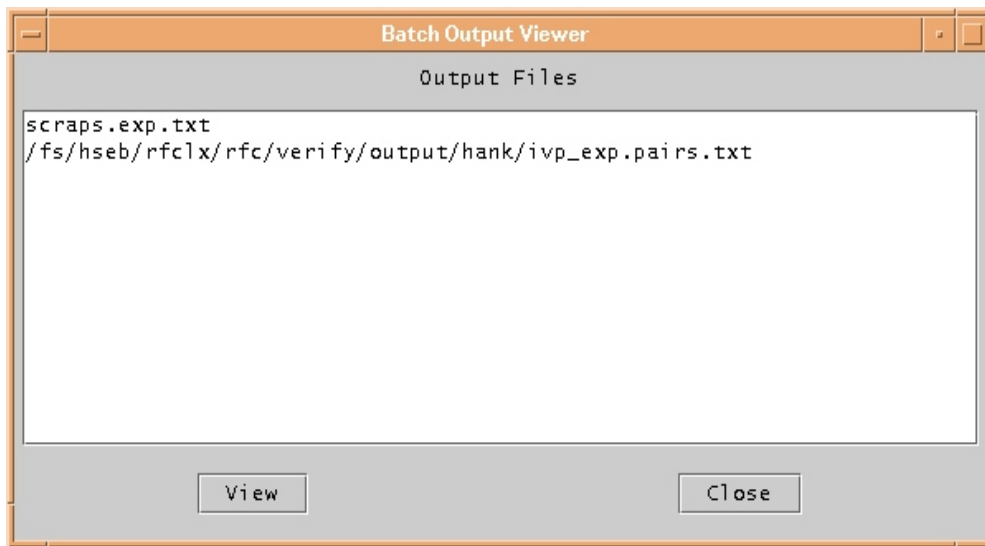 Batch Output Viewer
Output Files
scraps.exp.txt
/fs/hseb/rfclx/rfc/verify/output/hank/ivp_exp.pairs.txt
View
Close